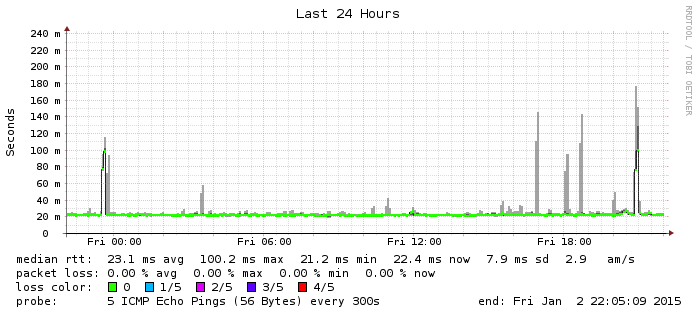 Last 24 Hours
RRDTOOL / TOBI OETIKER
Seconds
240 m
220 m
200 m
180 m
160 m
140 m
120 m
100 m
80 m
60 m
40 m
20 m
0
Fri 00:00 Fri 06:00 Fri 12:00 Fri 18:00
median rtt: 23.1 ms avg 100.2 ms max 21.2 ms min 22.4 ms now 7.9 ms sd 2.9 am/s
packet loss: 0.00 % avg 0.00 % max 0.00 % min 0.00 % now
loss color: 0 1/5 2/5 3/5 4/5
probe: 5 ICMP Echo Pings (56 Bytes) every 300s end: Fri Jan 2 22:05:09 2015